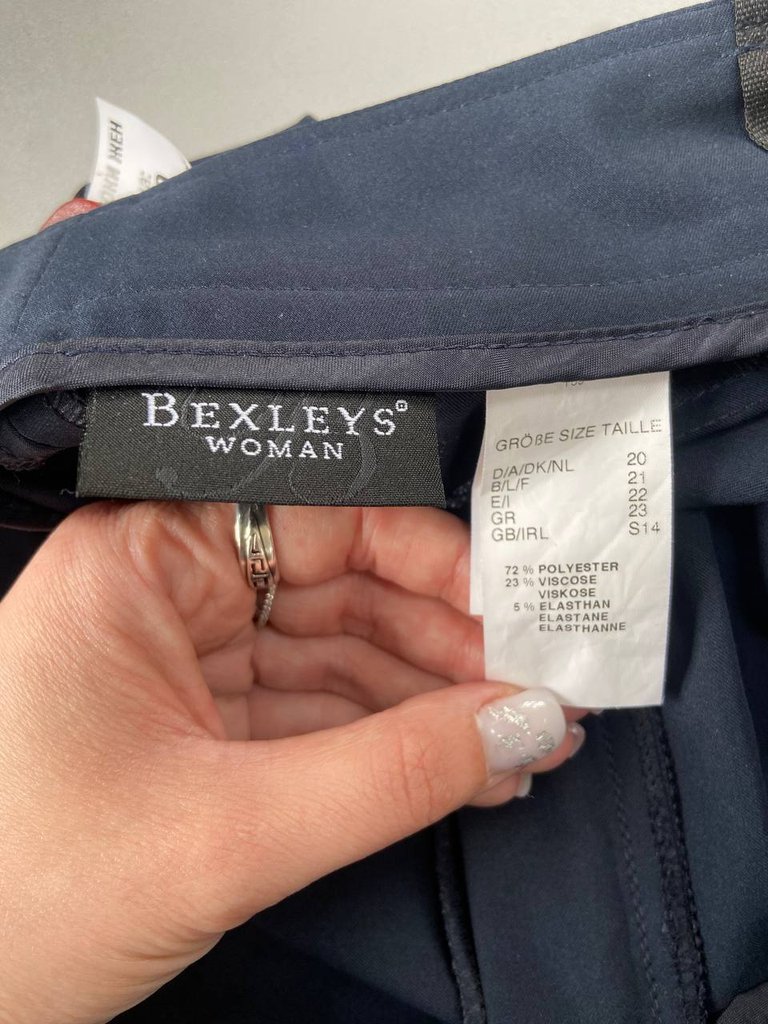 BEXLEYS
WOMAN
GRÖßE SIZE TAILLE
D/A/DK/NL 20
B/L/F 21
E/I 22
GR 23
GB/IRL S14
72 % POLYESTER
23 % VISCOSE
VISKOSE
5 % ELASTHAN
ELASTANE
ELASTHANNE